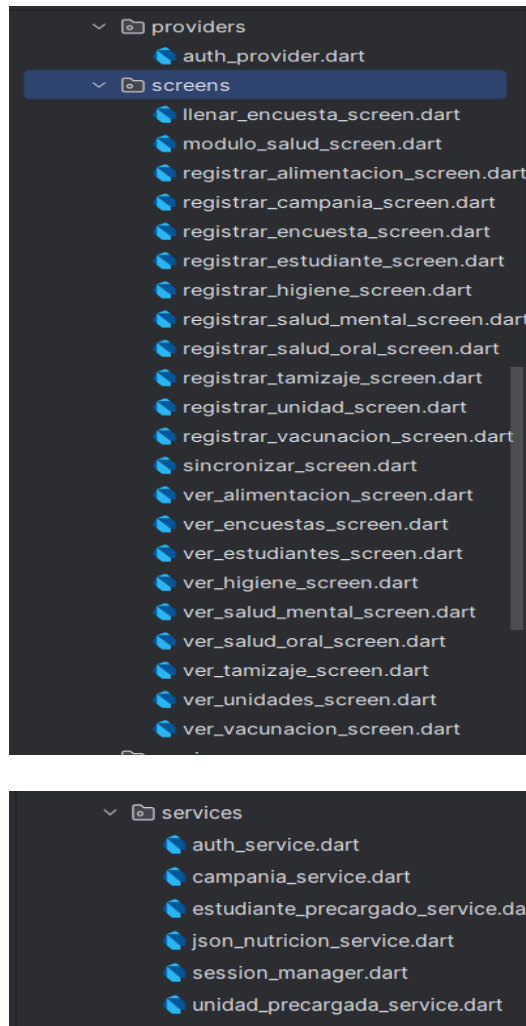 providers
auth_provider.dart
screens
llenar_encuesta_screen.dart
modulo_salud_screen.dart
registrar_alimentacion_screen.dart
registrar_campania_screen.dart
registrar_encuesta_screen.dart
registrar_estudiante_screen.dart
registrar_higiene_screen.dart
registrar_salud_mental_screen.dart
registrar_salud_oral_screen.dart
registrar_tamizaje_screen.dart
registrar_unidad_screen.dart
registrar_vacunacion_screen.dart
sincronizar_screen.dart
ver_alimentacion_screen.dart
ver_encuestas_screen.dart
ver_estudiantes_screen.dart
ver_higiene_screen.dart
ver_salud_mental_screen.dart
ver_salud_oral_screen.dart
ver_tamizaje_screen.dart
ver_unidades_screen.dart
ver_vacunacion_screen.dart
services
auth_service.dart
campania_service.dart
estudiante_precargado_service.da
json_nutricion_service.dart
session_manager.dart
unidad_precargada_service.dart